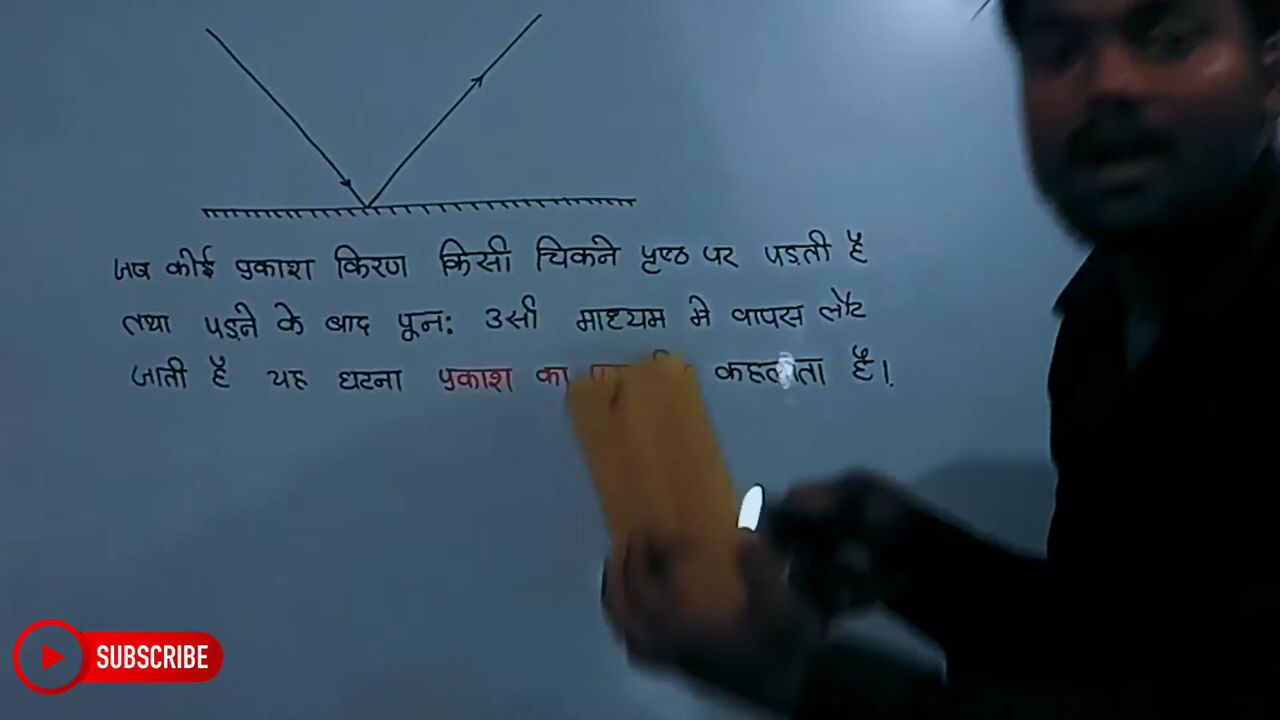 जब कोई प्रकाश किरण किसी चिकने पृष्ठ पर पड़ती है
तथा पड़ने के बाद पून: उसी माध्यम मे वापस लौट
जाती है यह घटना प्रकाश का कहलाता है।
SUBSCRIBE